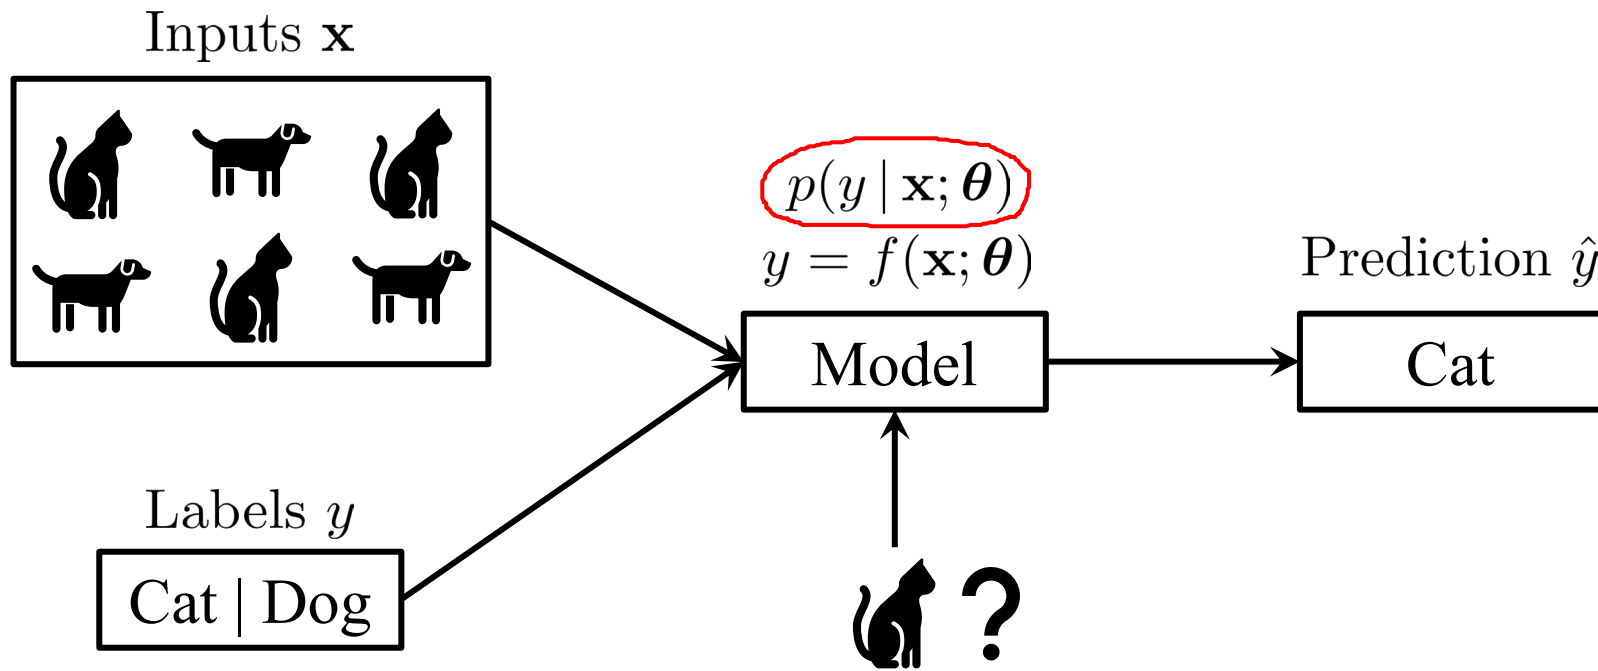 Inputs x
p(y | x; θ)
y = f(x; θ)
Prediction ŷ
Model
Cat
Labels y
Cat | Dog
?